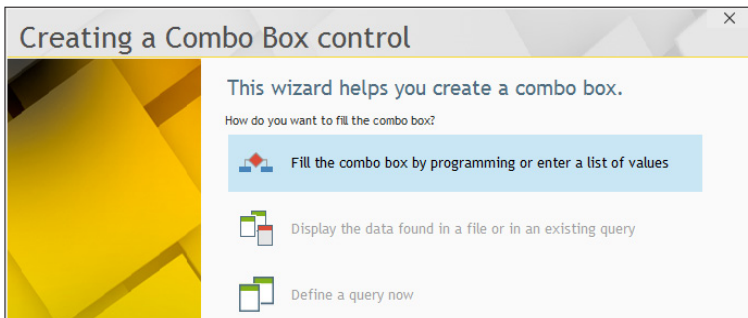 Creating a Combo Box control
This wizard helps you create a combo box.
How do you want to fill the combo box?
Fill the combo box by programming or enter a list of values
Display the data found in a file or in an existing query
Define a query now